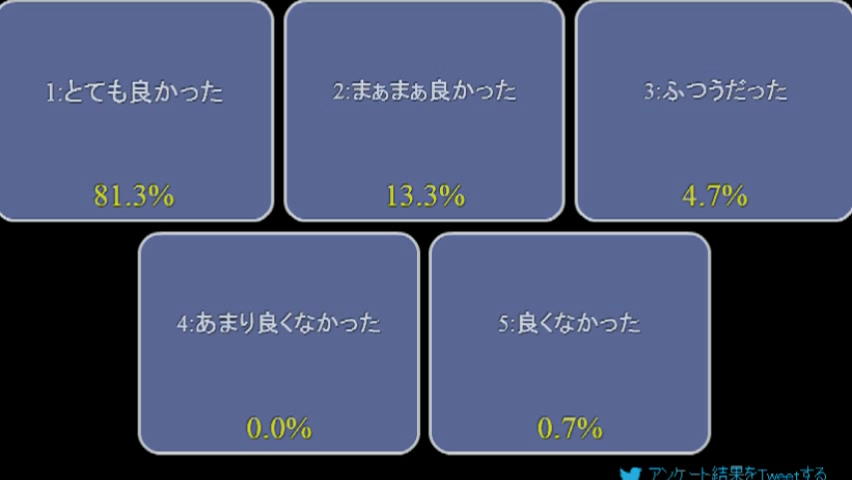 1:とても良かった
2:まぁまぁ良かった
3:ふつうだった
81.3%
13.3%
4.7%
4:あまり良くなかった
5:良くなかった
0.0%
0.7%
アンケート結果をTweetする